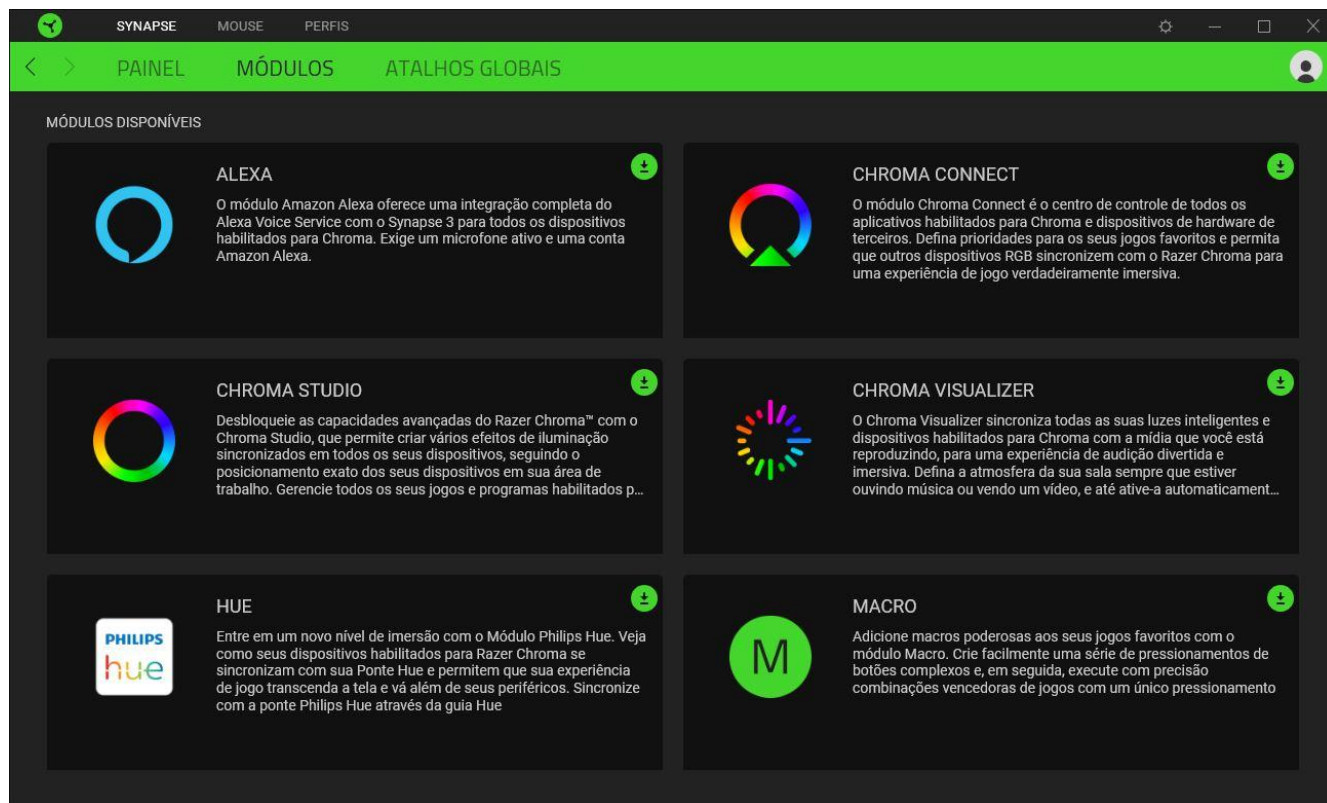 SYNAPSE MOUSE PERFIS
PAINEL MÓDULOS ATALHOS GLOBAIS
MÓDULOS DISPONÍVEIS
ALEXA
O módulo Amazon Alexa oferece uma integração completa do
Alexa Voice Service com o Synapse 3 para todos os dispositivos
habilitados para Chroma. Exige um microfone ativo e uma conta
Amazon Alexa.
CHROMA CONNECT
O módulo Chroma Connect é o centro de controle de todos os
aplicativos habilitados para Chroma e dispositivos de hardware de
terceiros. Defina prioridades para os seus jogos favoritos e permita
que outros dispositivos RGB sincronizem com o Razer Chroma para
uma experiência de jogo verdadeiramente imersiva.
CHROMA STUDIO
Desbloqueie as capacidades avançadas do Razer Chroma™ com o
Chroma Studio, que permite criar vários efeitos de iluminação
sincronizados em todos os seus dispositivos, seguindo o
posicionamento exato dos seus dispositivos em sua área de
trabalho. Gerencie todos os seus jogos e programas habilitados p...
CHROMA VISUALIZER
O Chroma Visualizer sincroniza todas as suas luzes inteligentes e
dispositivos habilitados para Chroma com a mídia que você está
reproduzindo, para uma experiência de audição divertida e
imersiva. Defina a atmosfera da sua sala sempre que estiver
ouvindo música ou vendo um vídeo, e até ative-a automaticament...
PHILIPS
hue
HUE
Entre em um novo nível de imersão com o Módulo Philips Hue. Veja
como seus dispositivos habilitados para Razer Chroma se
sincronizam com sua Ponte Hue e permitem que sua experiência
de jogo transcenda a tela e vá além de seus periféricos. Sincronize
com a ponte Philips Hue através da guia Hue
M
MACRO
Adicione macros poderosas aos seus jogos favoritos com o
módulo Macro. Crie facilmente uma série de pressionamentos de
botões complexos e, em seguida, execute com precisão
combinações vencedoras de jogos com um único pressionamento